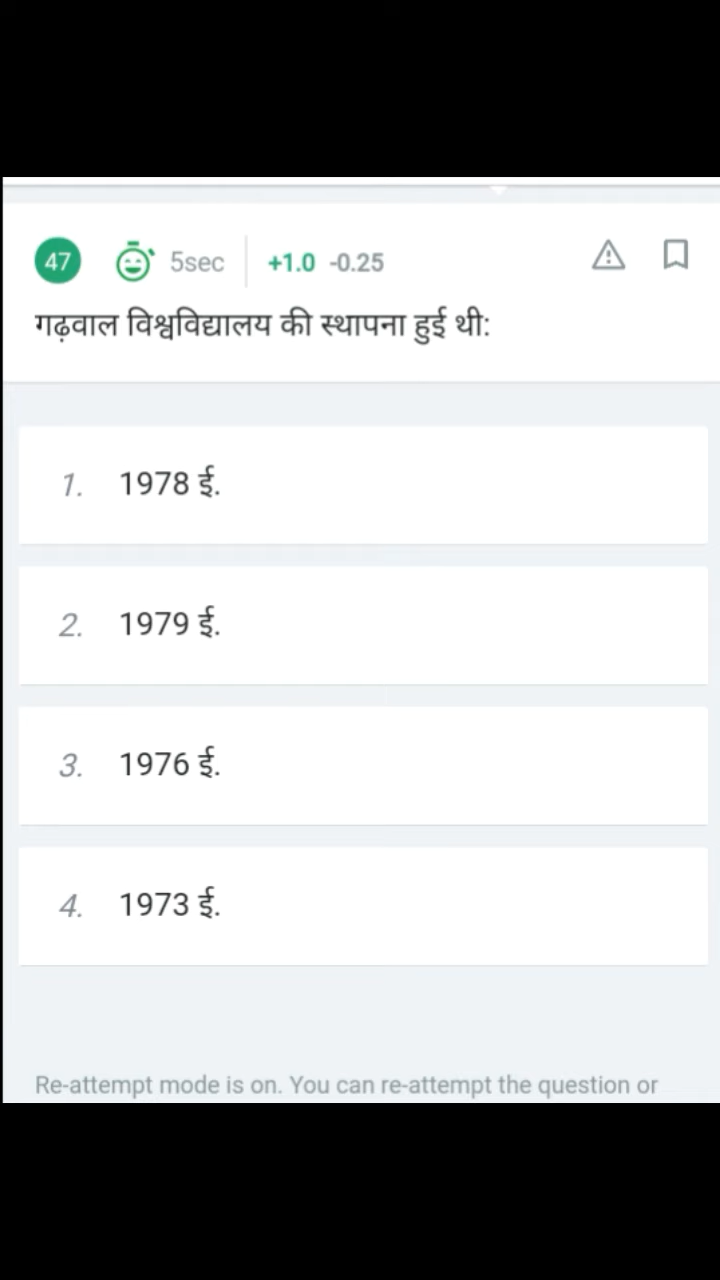 47 5sec +1.0 -0.25
गढ़वाल विश्वविद्यालय की स्थापना हुई थी:
1. 1978 ई.
2. 1979 ई.
3. 1976 ई.
4. 1973 ई.
Re-attempt mode is on. You can re-attempt the question or